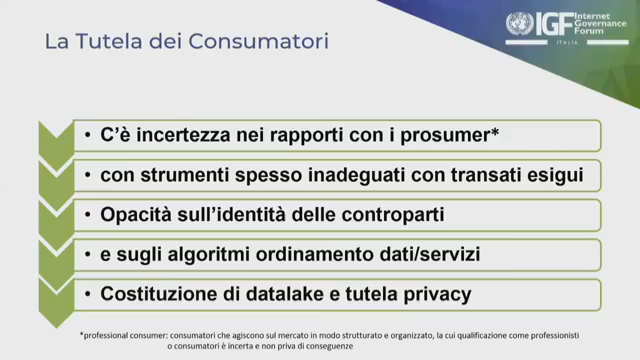 La Tutela dei Consumatori
IGF Internet
Governance
Forum
ITALIA
• C'è incertezza nei rapporti con i prosumer*
• con strumenti spesso inadeguati con transati esigui
• Opacità sull'identità delle controparti
• e sugli algoritmi ordinamento dati/servizi
• Costituzione di datalake e tutela privacy
*professional consumer: consumatori che agiscono sul mercato in modo strutturato e organizzato, la cui qualificazione come professionisti
o consumatori è incerta e non priva di conseguenze